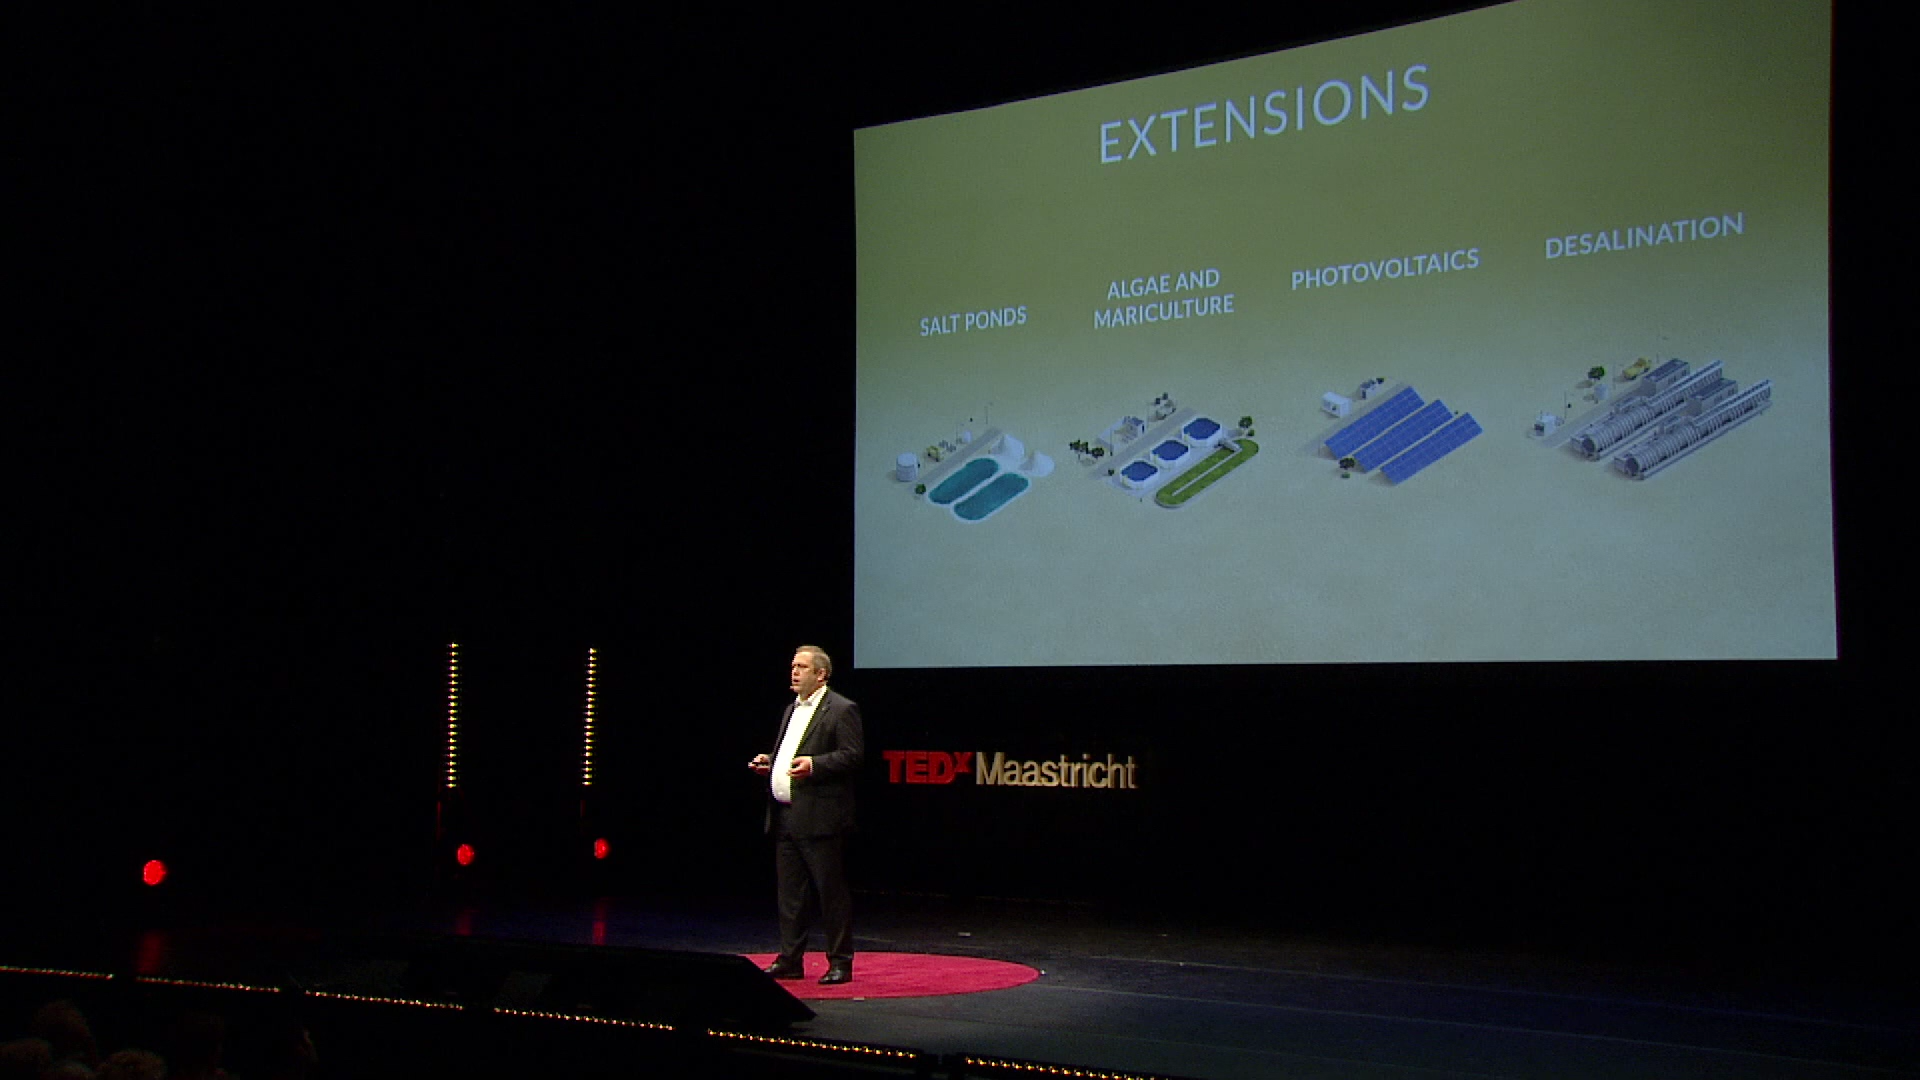 EXTENSIONS
SALT PONDS
ALGAE AND
MARICULTURE
PHOTOVOLTAICS
DESALINATION
TEDx Maastricht